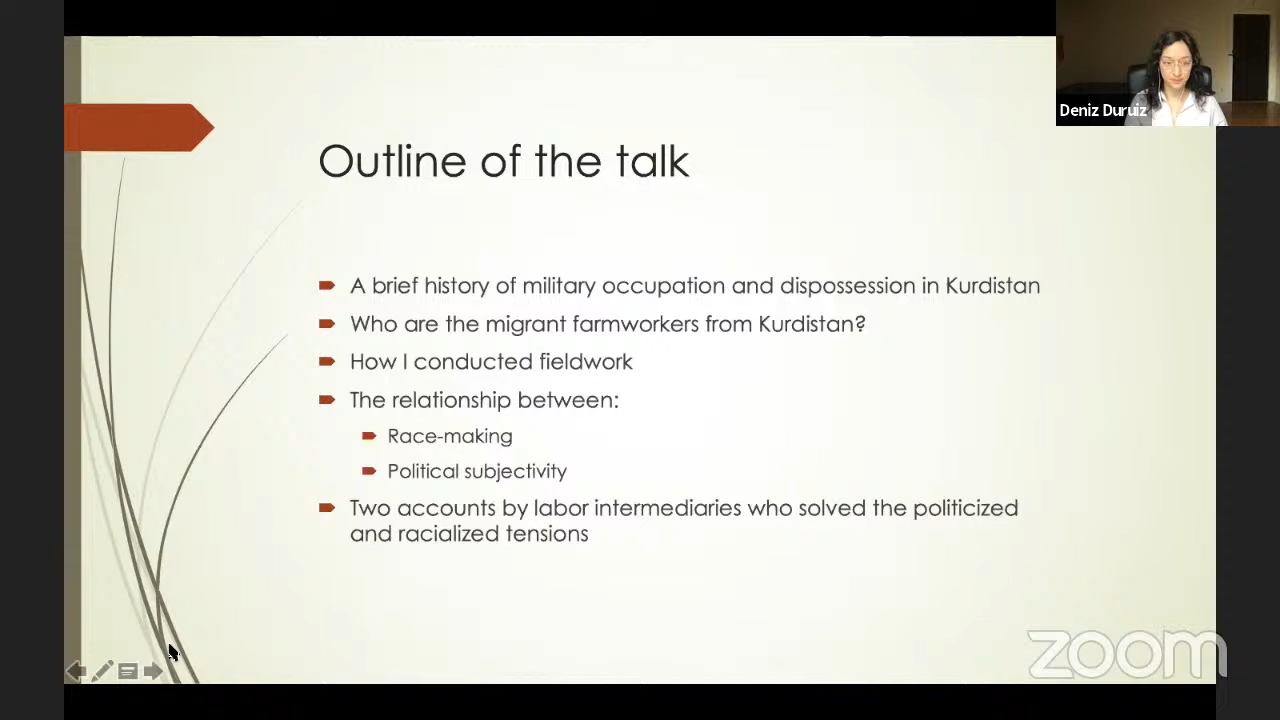 Deniz Duruiz
Outline of the talk
A brief history of military occupation and dispossession in Kurdistan
Who are the migrant farmworkers from Kurdistan?
How I conducted fieldwork
The relationship between:
Race-making
Political subjectivity
Two accounts by labor intermediaries who solved the politicized
and racialized tensions
zoom